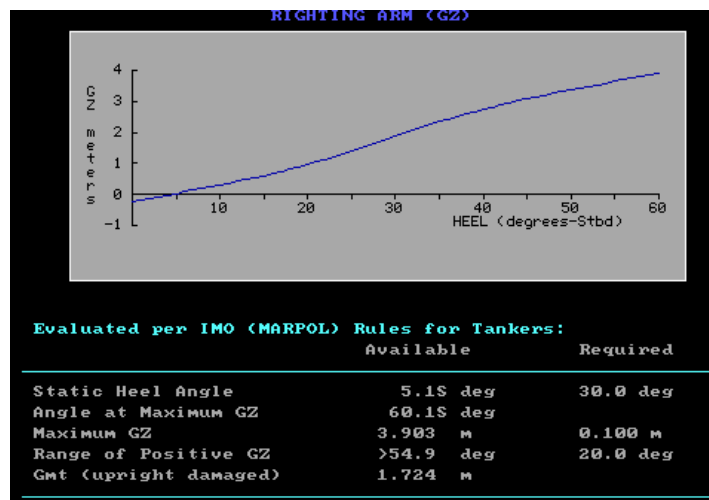 RIGHTING ARM (GZ)
4
3
2
1
0
-1
GZ meters
10 20 30 40 50 60
HEEL (degrees-Stbd)
Evaluated per IMO (MARPOL) Rules for Tankers:
Available Required
Static Heel Angle 5.1S deg 30.0 deg
Angle at Maximum GZ 60.1S deg
Maximum GZ 3.903 m 0.100 m
Range of Positive GZ >54.9 deg 20.0 deg
Gmt (upright damaged) 1.724 m